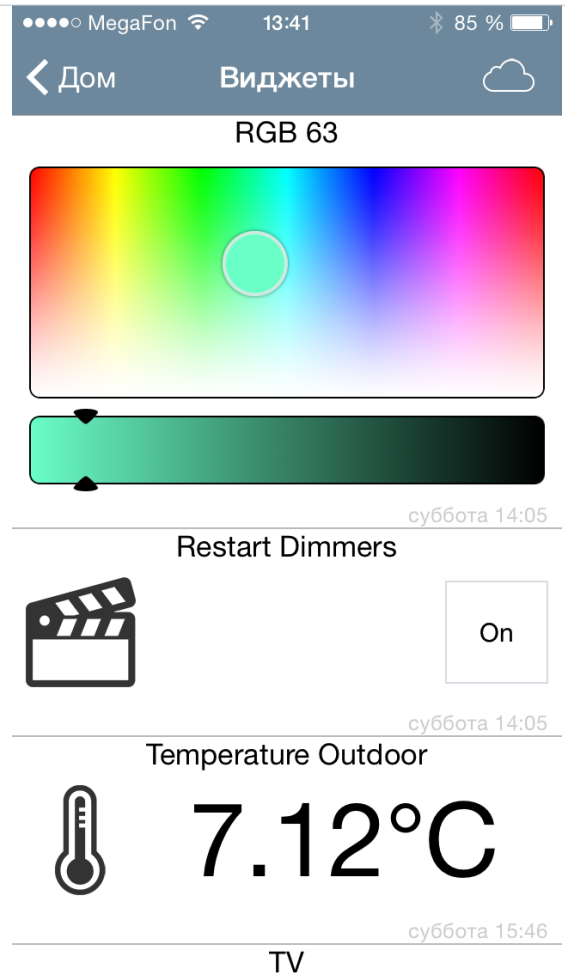 MegaFon 13:41 85 %
Дом Виджеты
RGB 63
суббота 14:05
Restart Dimmers
On
суббота 14:05
Temperature Outdoor
7.12°C
суббота 15:46
TV